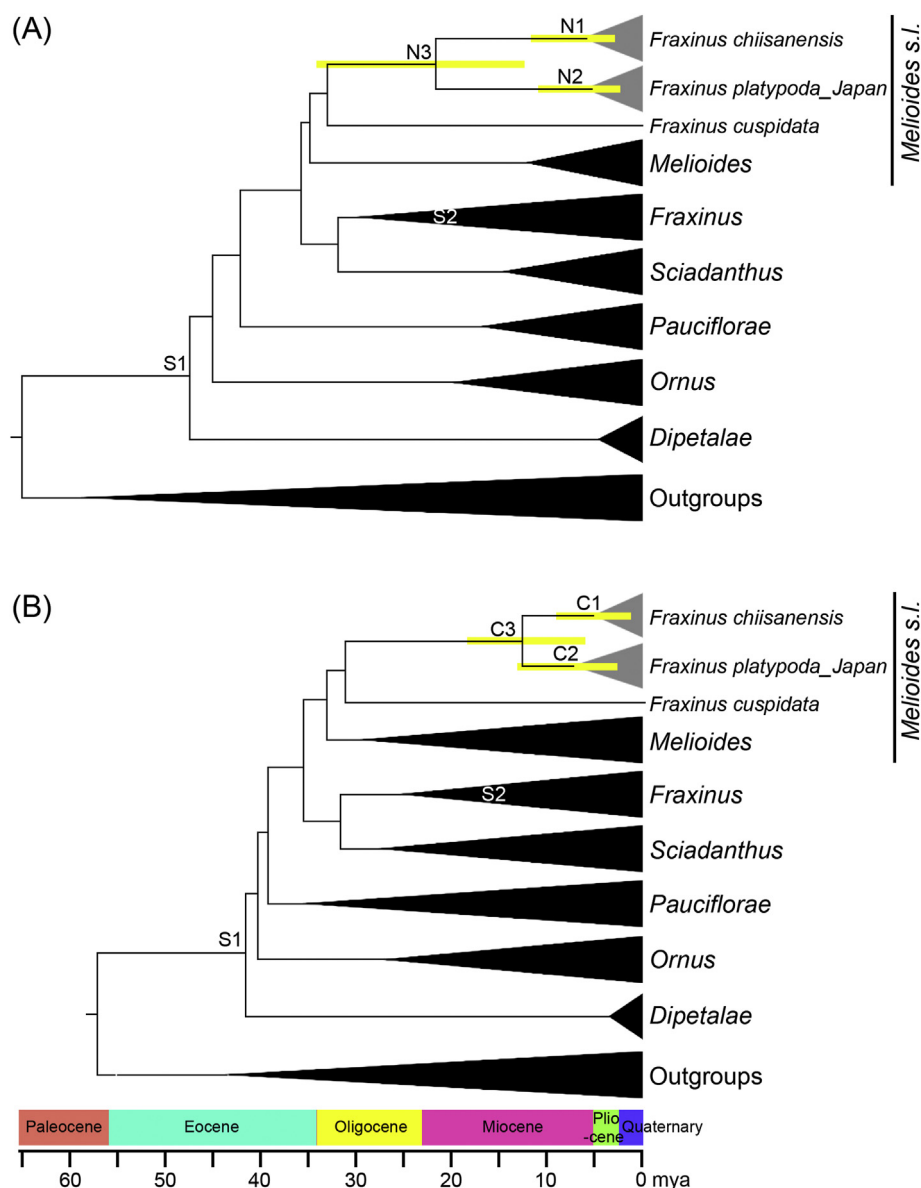 (A)
N1
Fraxinus chiisanensis
N3
N2
Fraxinus platypoda_Japan
Fraxinus cuspidata
Melioides
Melioides s.l.
S2
Fraxinus
Sciadanthus
Pauciflorae
S1
Ornus
Dipetalae
Outgroups
(B)
C1
Fraxinus chiisanensis
C3
C2
Fraxinus platypoda_Japan
Fraxinus cuspidata
Melioides
Melioides s.l.
S2
Fraxinus
Sciadanthus
Pauciflorae
S1
Ornus
Dipetalae
Outgroups
Paleocene Eocene Oligocene Miocene Plio
-cene Quaternary
60 50 40 30 20 10 0 mya